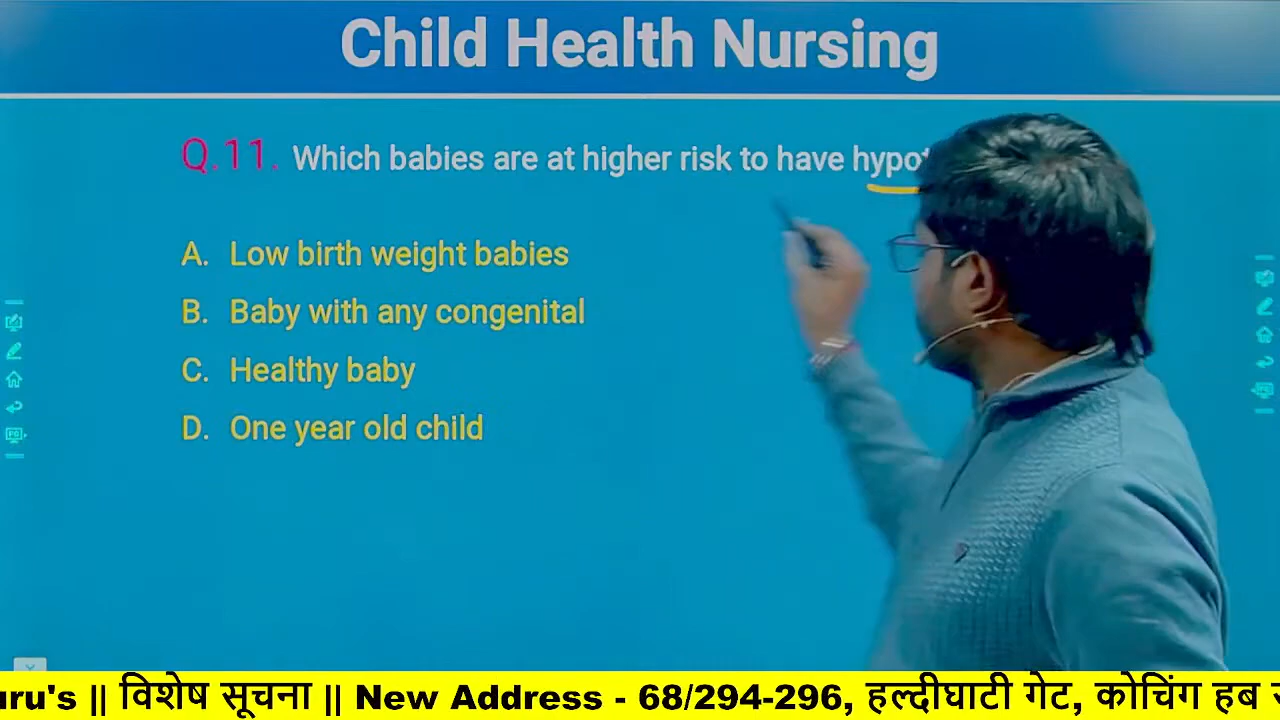 Child Health Nursing
Q.11. Which babies are at higher risk to have
A. Low birth weight babies
B. Baby with any congenital
C. Healthy baby
D. One year old child
|| विशेष सूचना || New Address - 68/294-296, हल्दीघाटी गेट, कोचिंग हब